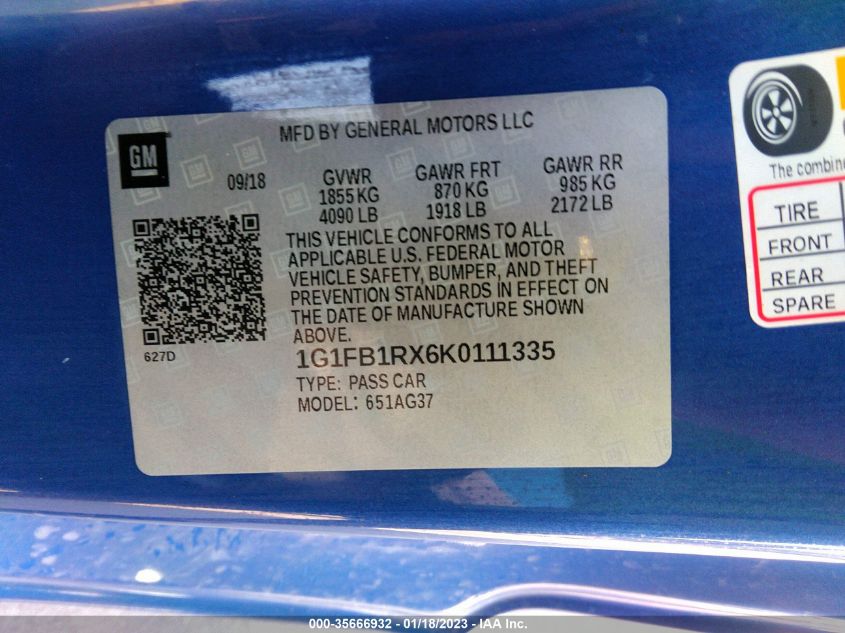 GM
MFD BY GENERAL MOTORS LLC
09/18
GVWR
1855 KG
4090 LB
GAWR FRT
870 KG
1918 LB
GAWR RR
985 KG
2172 LB
THIS VEHICLE CONFORMS TO ALL
APPLICABLE U.S. FEDERAL MOTOR
VEHICLE SAFETY, BUMPER, AND THEFT
PREVENTION STANDARDS IN EFFECT ON
THE DATE OF MANUFACTURE SHOWN
ABOVE.
627D
1G1FB1RX6K0111335
TYPE: PASS CAR
MODEL: 651AG37
The combine
TIRE
FRONT
REAR
SPARE
000-35666932 - 01/18/2023 - IAA Inc.